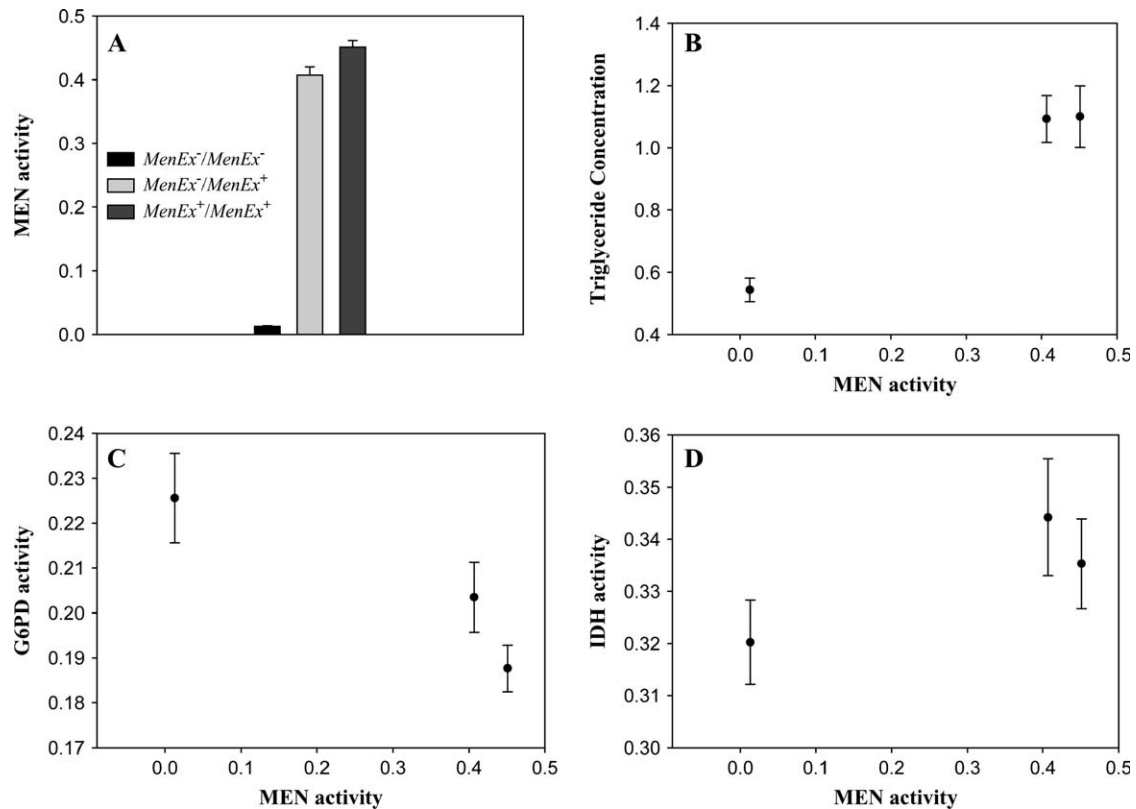 A
MEN activity
0.5
0.4
0.3
0.2
0.1
0.0
MenEx⁻/MenEx⁻
MenEx⁻/MenEx⁺
MenEx⁺/MenEx⁺
B
Triglyceride Concentration
1.4
1.2
1.0
0.8
0.6
0.4
0.0 0.1 0.2 0.3 0.4 0.5
MEN activity
C
G6PD activity
0.24
0.23
0.22
0.21
0.20
0.19
0.18
0.17
0.0 0.1 0.2 0.3 0.4 0.5
MEN activity
D
IDH activity
0.36
0.35
0.34
0.33
0.32
0.31
0.30
0.0 0.1 0.2 0.3 0.4 0.5
MEN activity